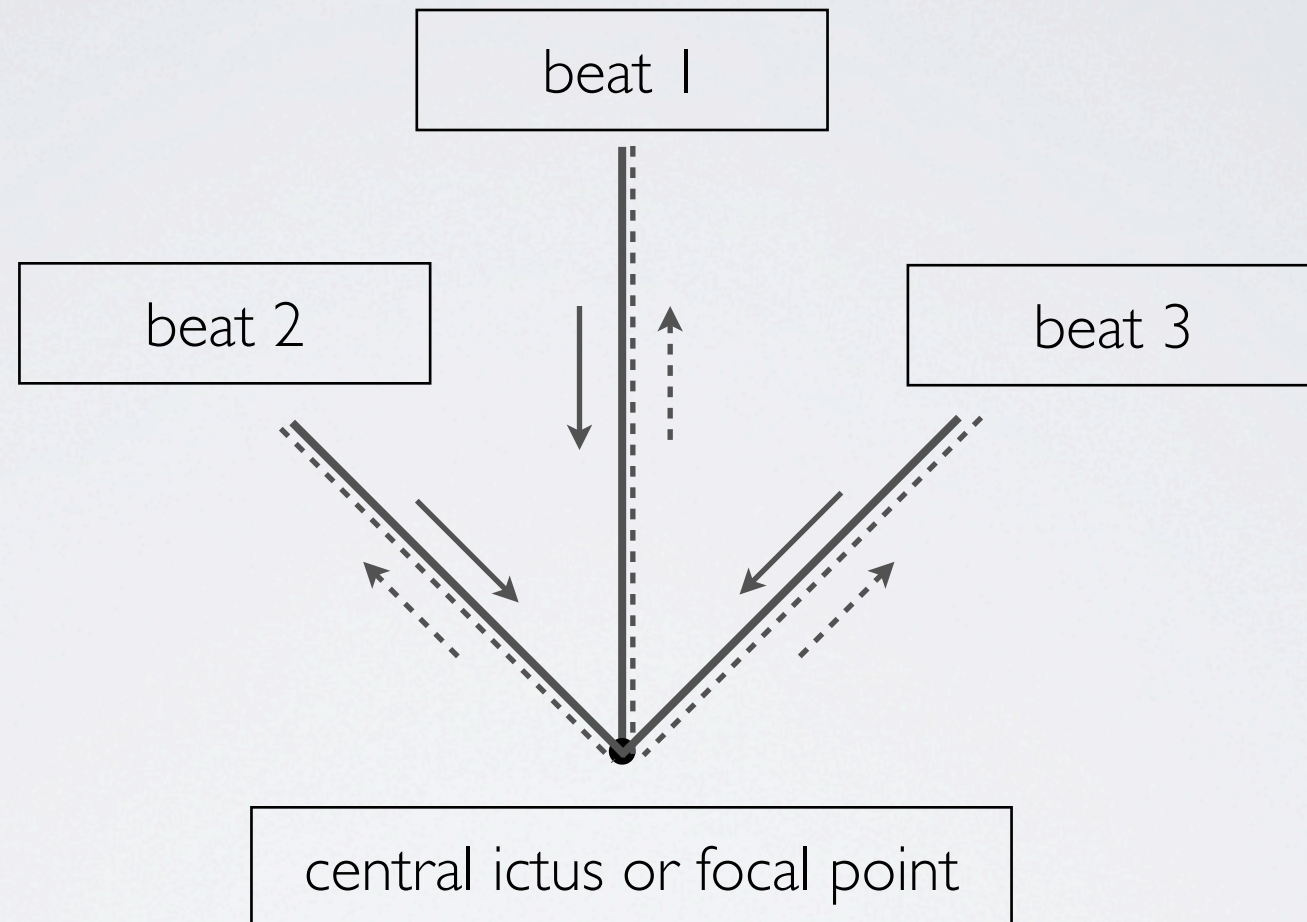 beat 1
beat 2
beat 3
central ictus or focal point